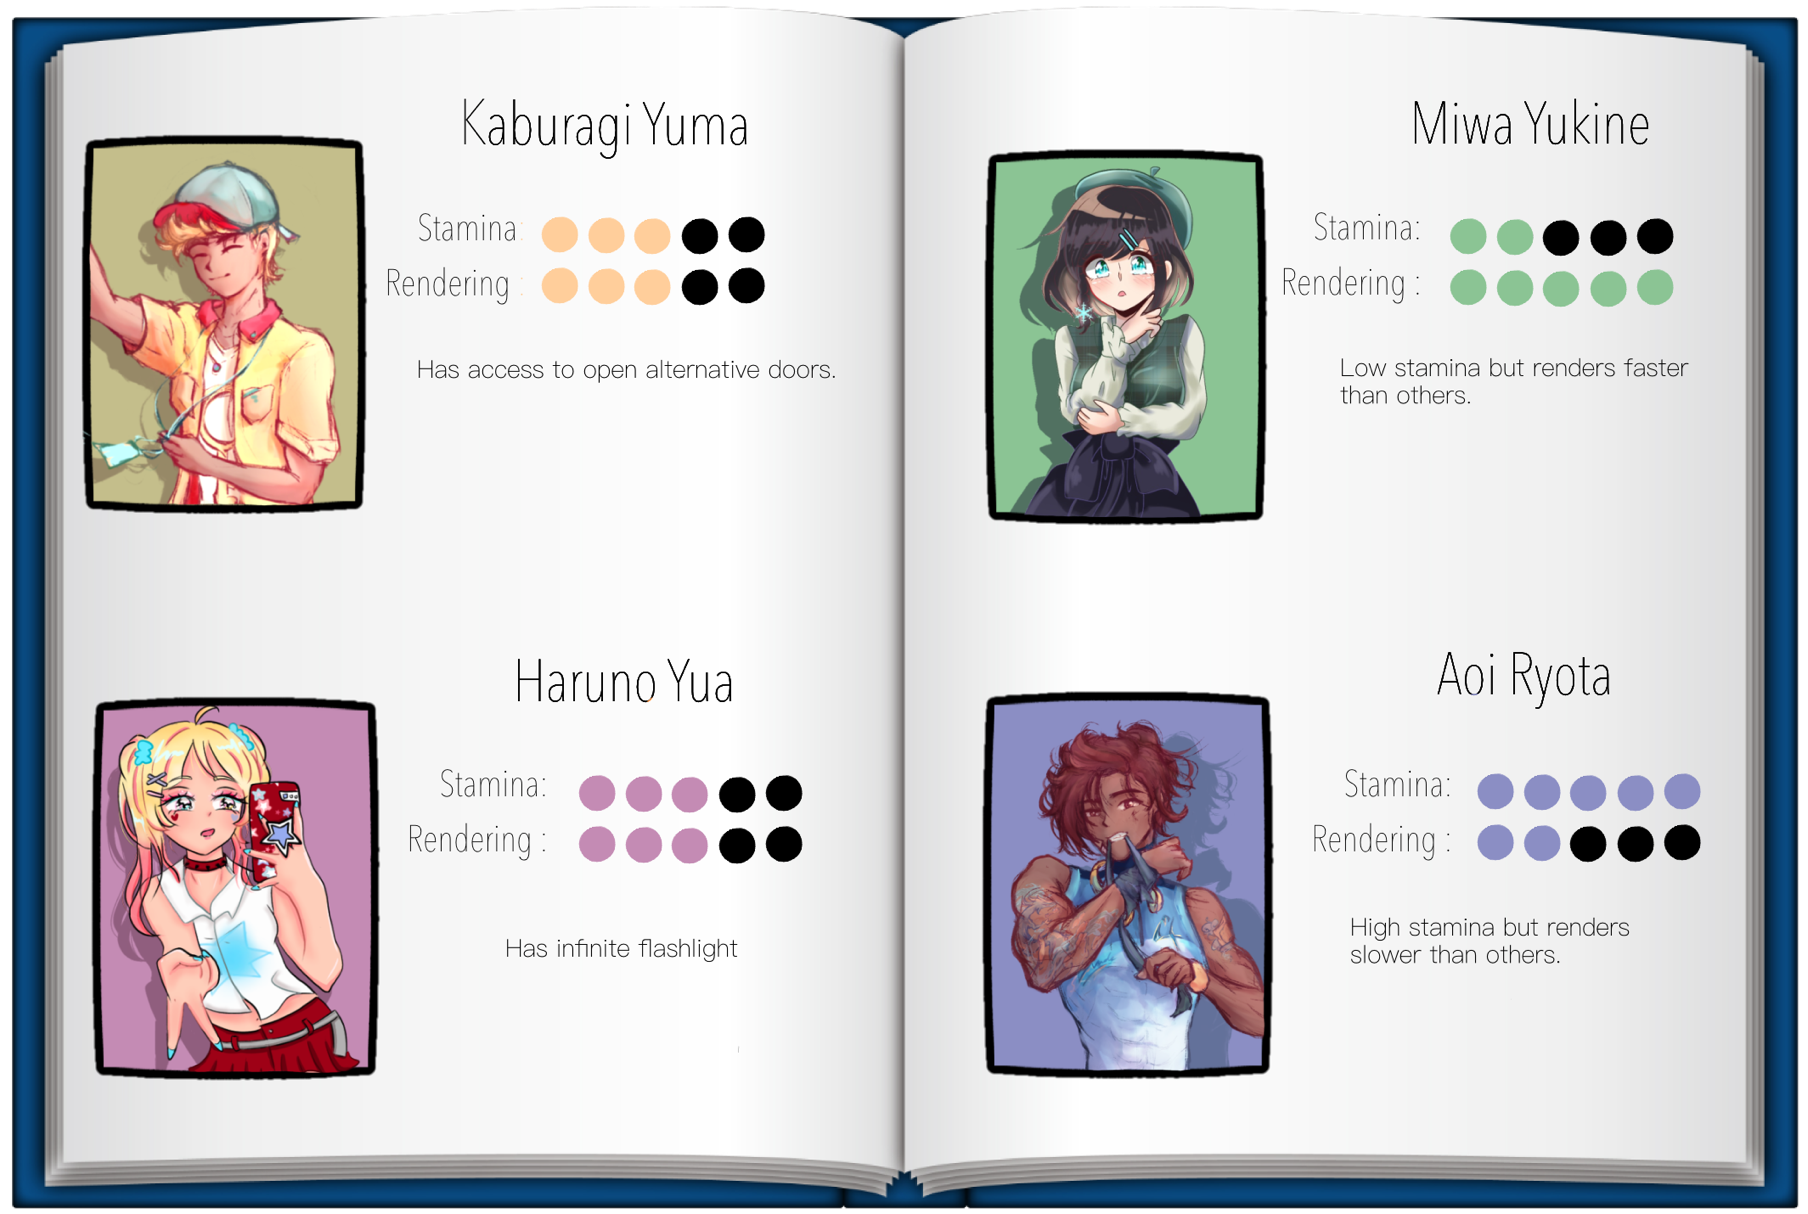 Kaburagi Yuma
Stamina :
Rendering :
Has access to open alternative doors.
Haruno Yua
Stamina:
Rendering :
Has infinite flashlight
Miwa Yukine
Stamina:
Rendering :
Low stamina but renders faster
than others.
Aoi Ryota
Stamina:
Rendering :
High stamina but renders
slower than others.